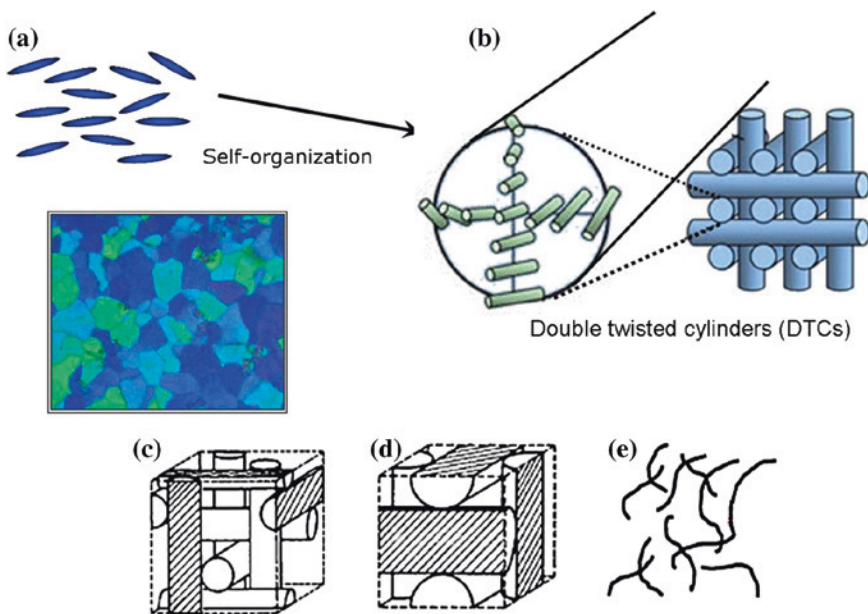 (a)
(b)
Self-organization
Double twisted cylinders (DTCs)
(c)
(d)
(e)